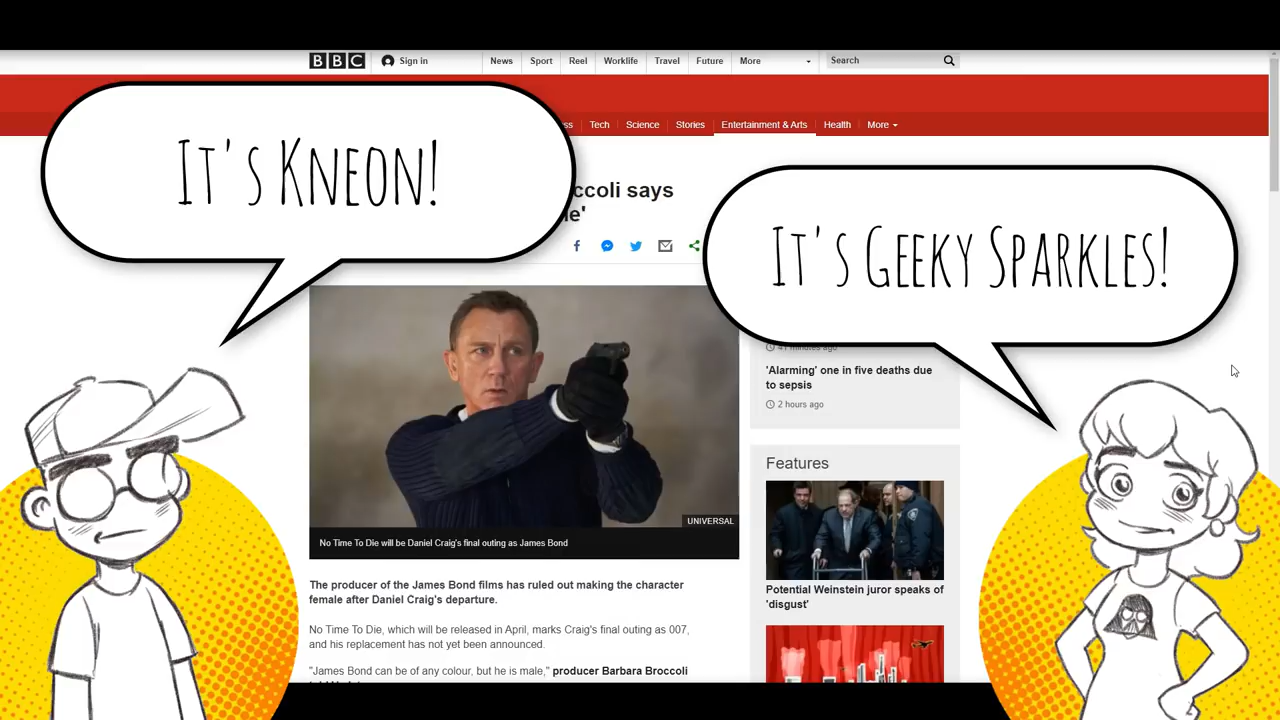 BBC
Sign in
News
Sport
Reel
Worklife
Travel
Future
More
Search
Tech
Science
Stories
Entertainment & Arts
Health
More
It's Kneon!
says
It's Geeky Sparkles!
'Alarming' one in five deaths due
to sepsis
2 hours ago
Features
UNIVERSAL
No Time To Die will be Daniel Craig's final outing as James Bond
Potential Weinstein juror speaks of
'disgust'
The producer of the James Bond films has ruled out making the character
female after Daniel Craig's departure.
No Time To Die, which will be released in April, marks Craig's final outing as 007,
and his replacement has not yet been announced.
"James Bond can be of any colour, but he is male," producer Barbara Broccoli